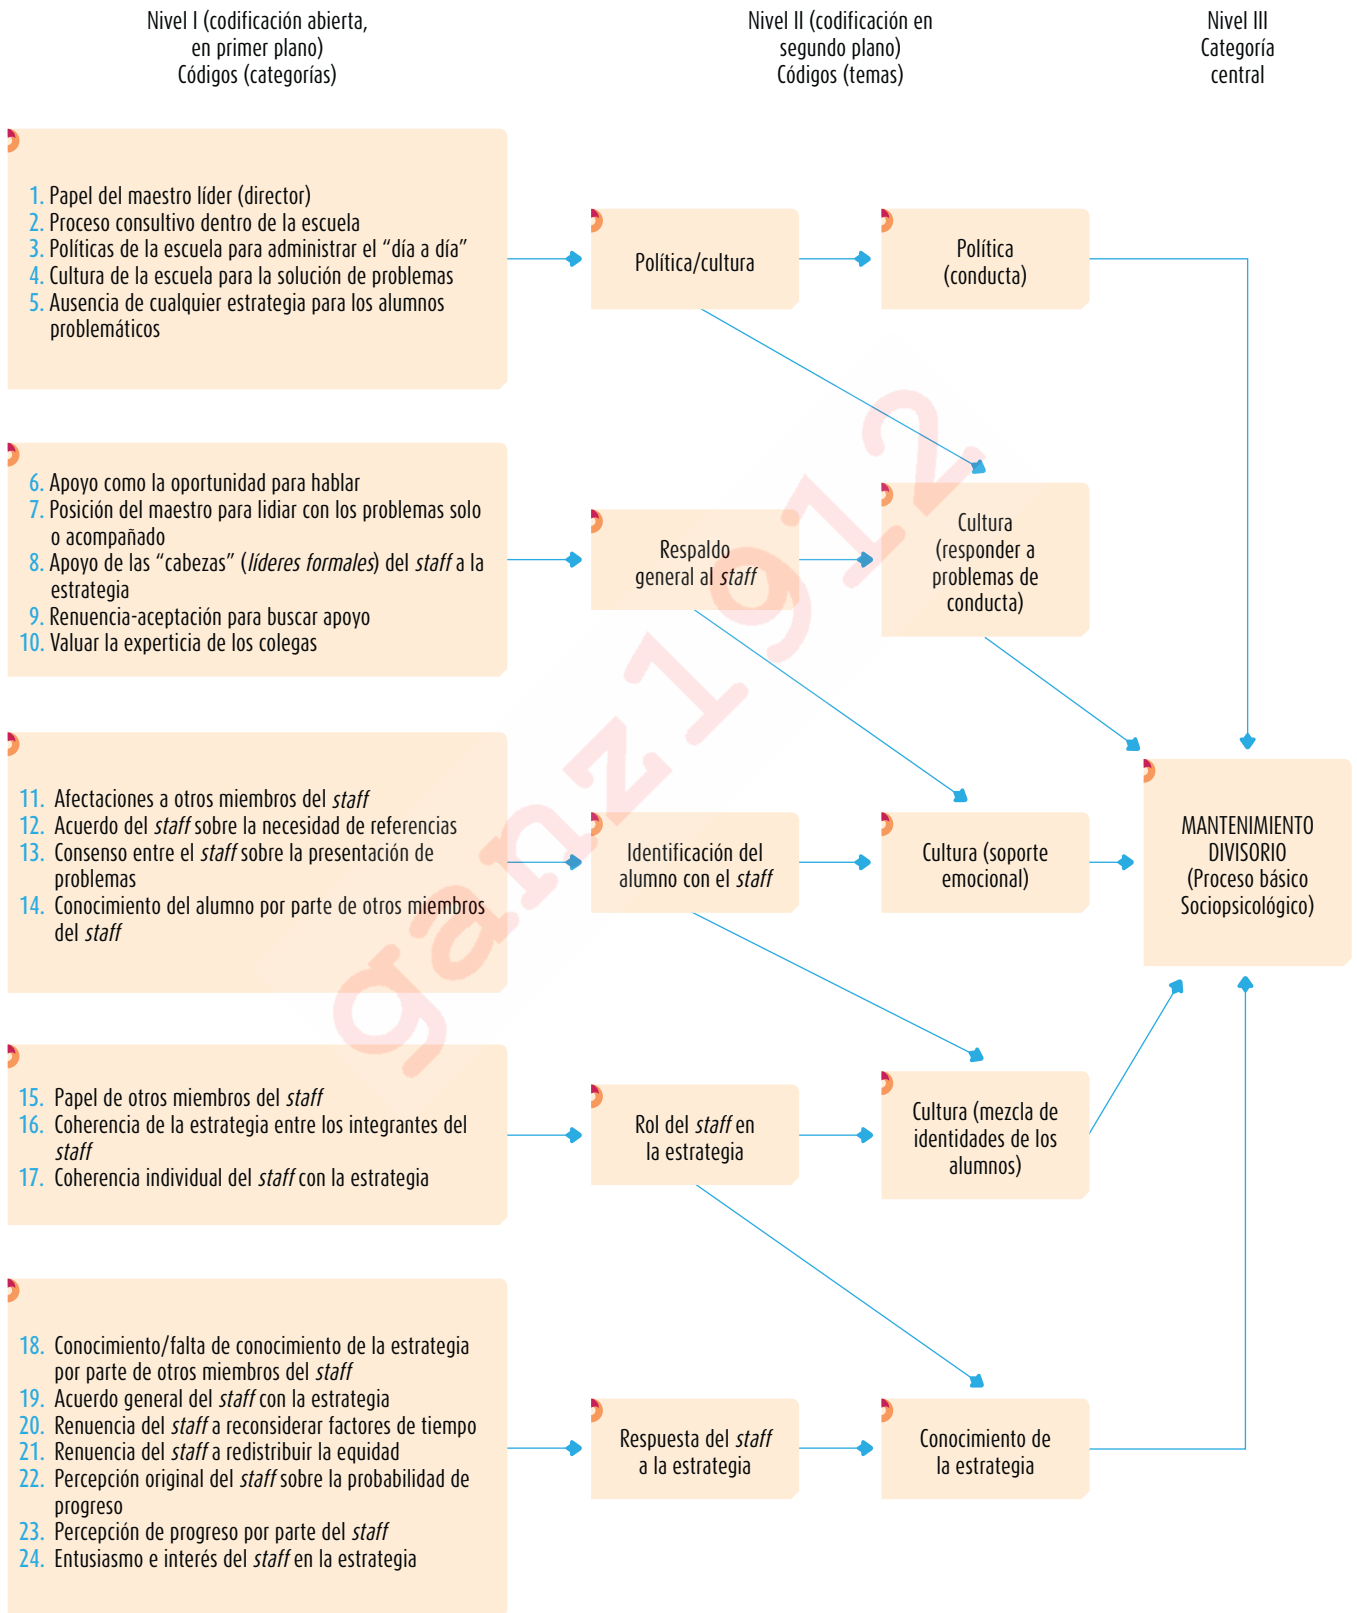 Nivel I (codificación abierta,
en primer plano)
Códigos (categorías)
Nivel II (codificación en
segundo plano)
Códigos (temas)
Nivel III
Categoría
central
1. Papel del maestro líder (director)
2. Proceso consultivo dentro de la escuela
3. Políticas de la escuela para administrar el “día a día”
4. Cultura de la escuela para la solución de problemas
5. Ausencia de cualquier estrategia para los alumnos
problemáticos
Política/cultura
Política
(conducta)
6. Apoyo como la oportunidad para hablar
7. Posición del maestro para lidiar con los problemas solo
o acompañado
8. Apoyo de las “cabezas” (líderes formales) del staff a la
estrategia
9. Renuencia-aceptación para buscar apoyo
10. Valuar la experticia de los colegas
Respaldo
general al staff
Cultura
(responder a
problemas de
conducta)
11. Afectaciones a otros miembros del staff
12. Acuerdo del staff sobre la necesidad de referencias
13. Consenso entre el staff sobre la presentación de
problemas
14. Conocimiento del alumno por parte de otros miembros
del staff
Identificación del
alumno con el staff
Cultura (soporte
emocional)
MANTENIMIENTO
DIVISORIO
(Proceso básico
Sociopsicológico)
15. Papel de otros miembros del staff
16. Coherencia de la estrategia entre los integrantes del
staff
17. Coherencia individual del staff con la estrategia
Rol del staff en
la estrategia
Cultura (mezcla de
identidades de los
alumnos)
18. Conocimiento/falta de conocimiento de la estrategia
por parte de otros miembros del staff
19. Acuerdo general del staff con la estrategia
20. Renuencia del staff a reconsiderar factores de tiempo
21. Renuencia del staff a redistribuir la equidad
22. Percepción original del staff sobre la probabilidad de
progreso
23. Percepción de progreso por parte del staff
24. Entusiasmo e interés del staff en la estrategia
Respuesta del staff
a la estrategia
Conocimiento de
la estrategia
ganz1912